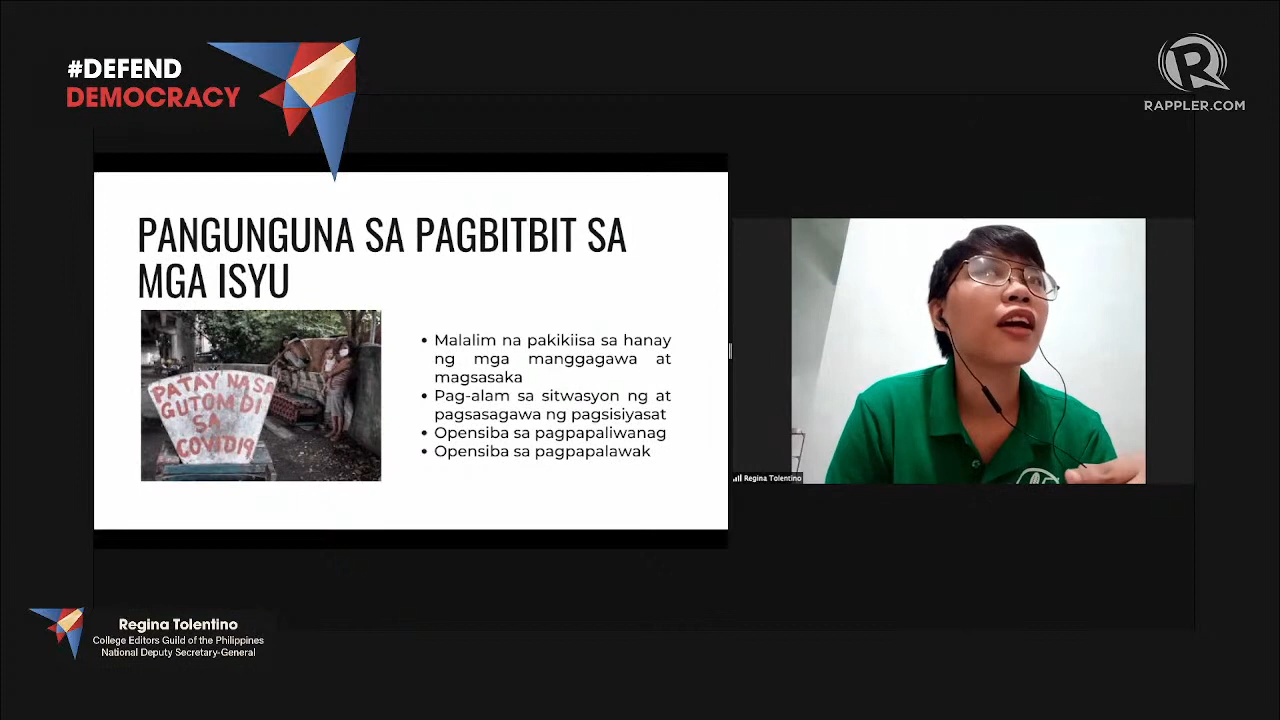 #DEFEND
DEMOCRACY
RAPPLER.COM
PANGUNGUNA SA PAGBITBIT SA
MGA ISYU
PATAY NA SA
GUTOM DI
SA
COVID19
• Malalim na pakikiisa sa hanay
ng mga manggagawa at
magsasaka
• Pag-alam sa sitwasyon ng at
pagsasagawa ng pagsisiyasat
• Opensiba sa pagpapaliwanag
• Opensiba sa pagpapalawak
Regina Tolentino
Regina Tolentino
College Editors Guild of the Philippines
National Deputy Secretary-General